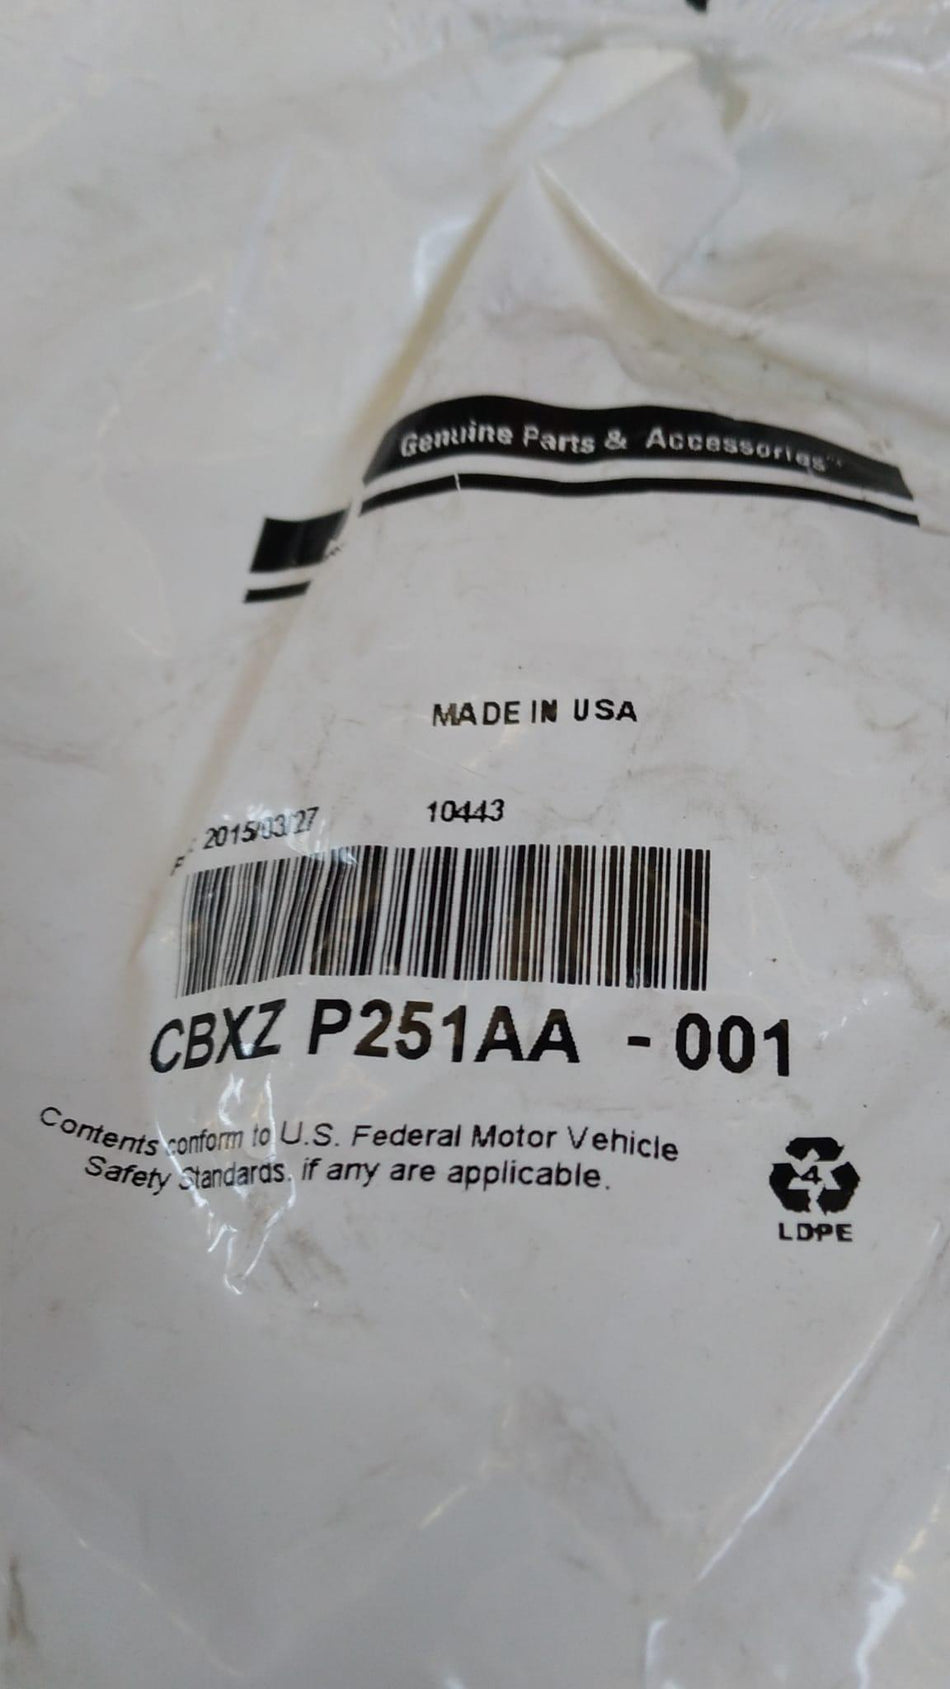 Genuine Parts & Accessories™
MADE IN USA
2015/03/27 10443
CBXZ P251AA - 001
Contents conform to U.S. Federal Motor Vehicle
Safety Standards, if any are applicable.
4
LDPE